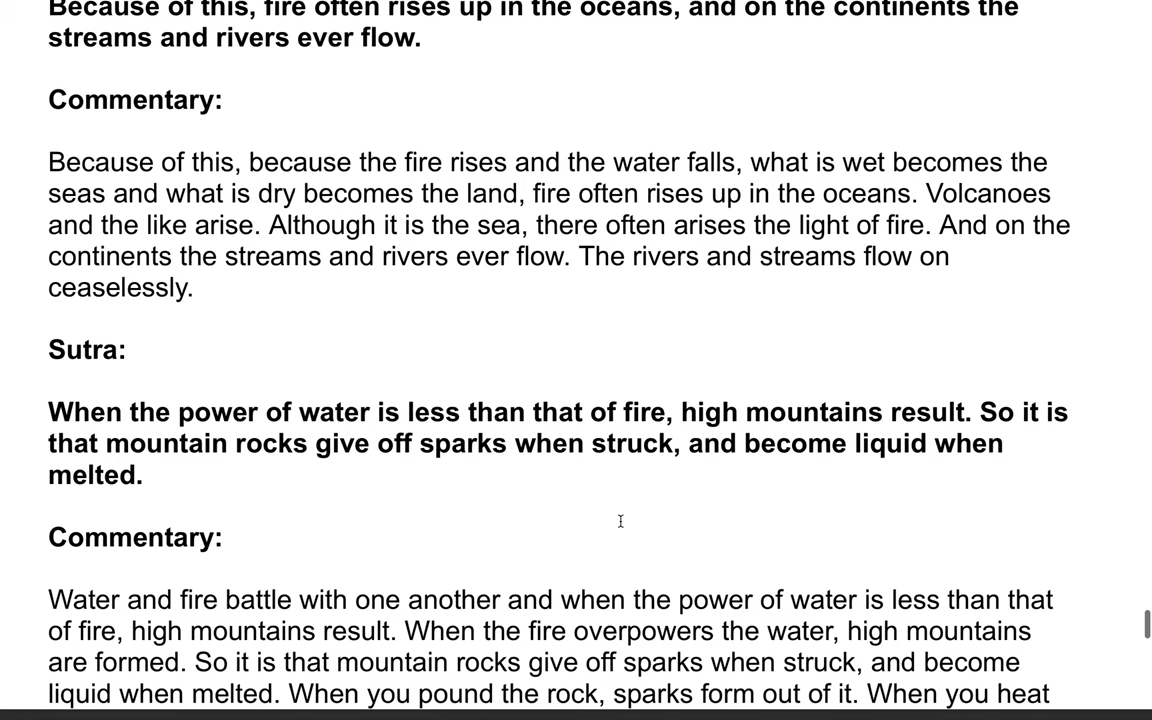 Because of this, fire often rises up in the oceans, and on the continents the
streams and rivers ever flow.
Commentary:
Because of this, because the fire rises and the water falls, what is wet becomes the
seas and what is dry becomes the land, fire often rises up in the oceans. Volcanoes
and the like arise. Although it is the sea, there often arises the light of fire. And on the
continents the streams and rivers ever flow. The rivers and streams flow on
ceaselessly.
Sutra:
When the power of water is less than that of fire, high mountains result. So it is
that mountain rocks give off sparks when struck, and become liquid when
melted.
Commentary:
Water and fire battle with one another and when the power of water is less than that
of fire, high mountains result. When the fire overpowers the water, high mountains
are formed. So it is that mountain rocks give off sparks when struck, and become
liquid when melted. When you pound the rock, sparks form out of it. When you heat